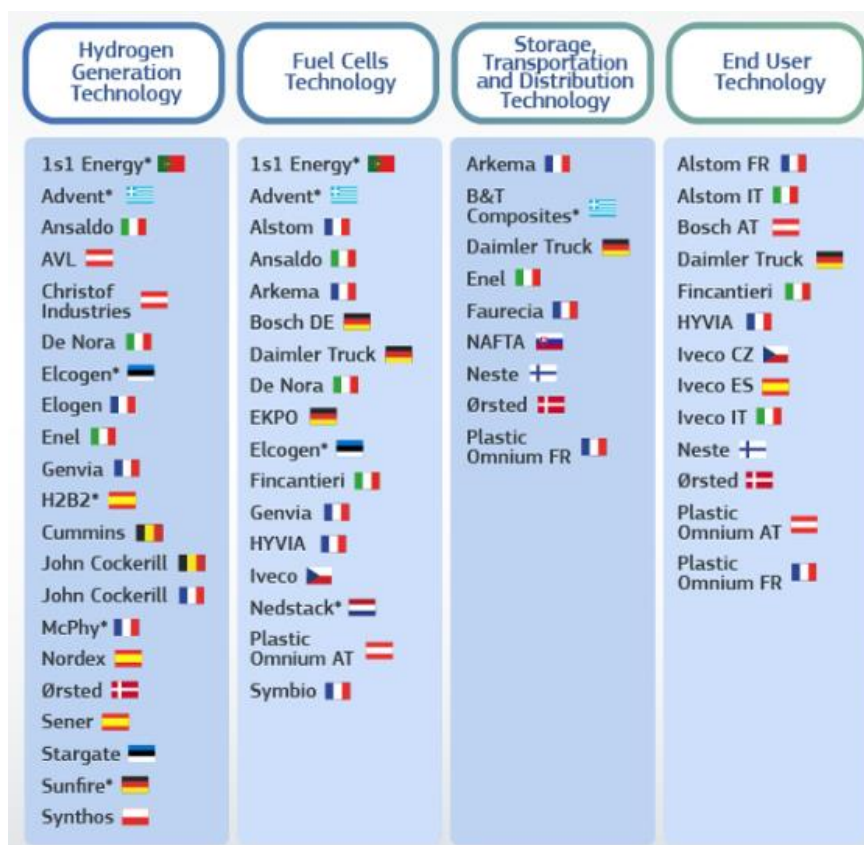 Hydrogen
Generation
Technology
Fuel Cells
Technology
Storage,
Transportation
and Distribution
Technology
End User
Technology
1s1 Energy*
Advent*
Ansaldo
AVL
Christof
Industries
De Nora
Elcogen*
Elogen
Enel
Genvia
H2B2*
Cummins
John Cockerill
John Cockerill
McPhy*
Nordex
Ørsted
Sener
Stargate
Sunfire*
Synthos
1s1 Energy*
Advent*
Alstom
Ansaldo
Arkema
Bosch DE
Daimler Truck
De Nora
EKPO
Elcogen*
Fincantieri
Genvia
HYVIA
Iveco
Nedstack*
Plastic
Omnium AT
Symbio
Arkema
B&T
Composites*
Daimler Truck
Enel
Faurecia
NAFTA
Neste
Ørsted
Plastic
Omnium FR
Alstom FR
Alstom IT
Bosch AT
Daimler Truck
Fincantieri
HYVIA
Iveco CZ
Iveco ES
Iveco IT
Neste
Ørsted
Plastic
Omnium AT
Plastic
Omnium FR